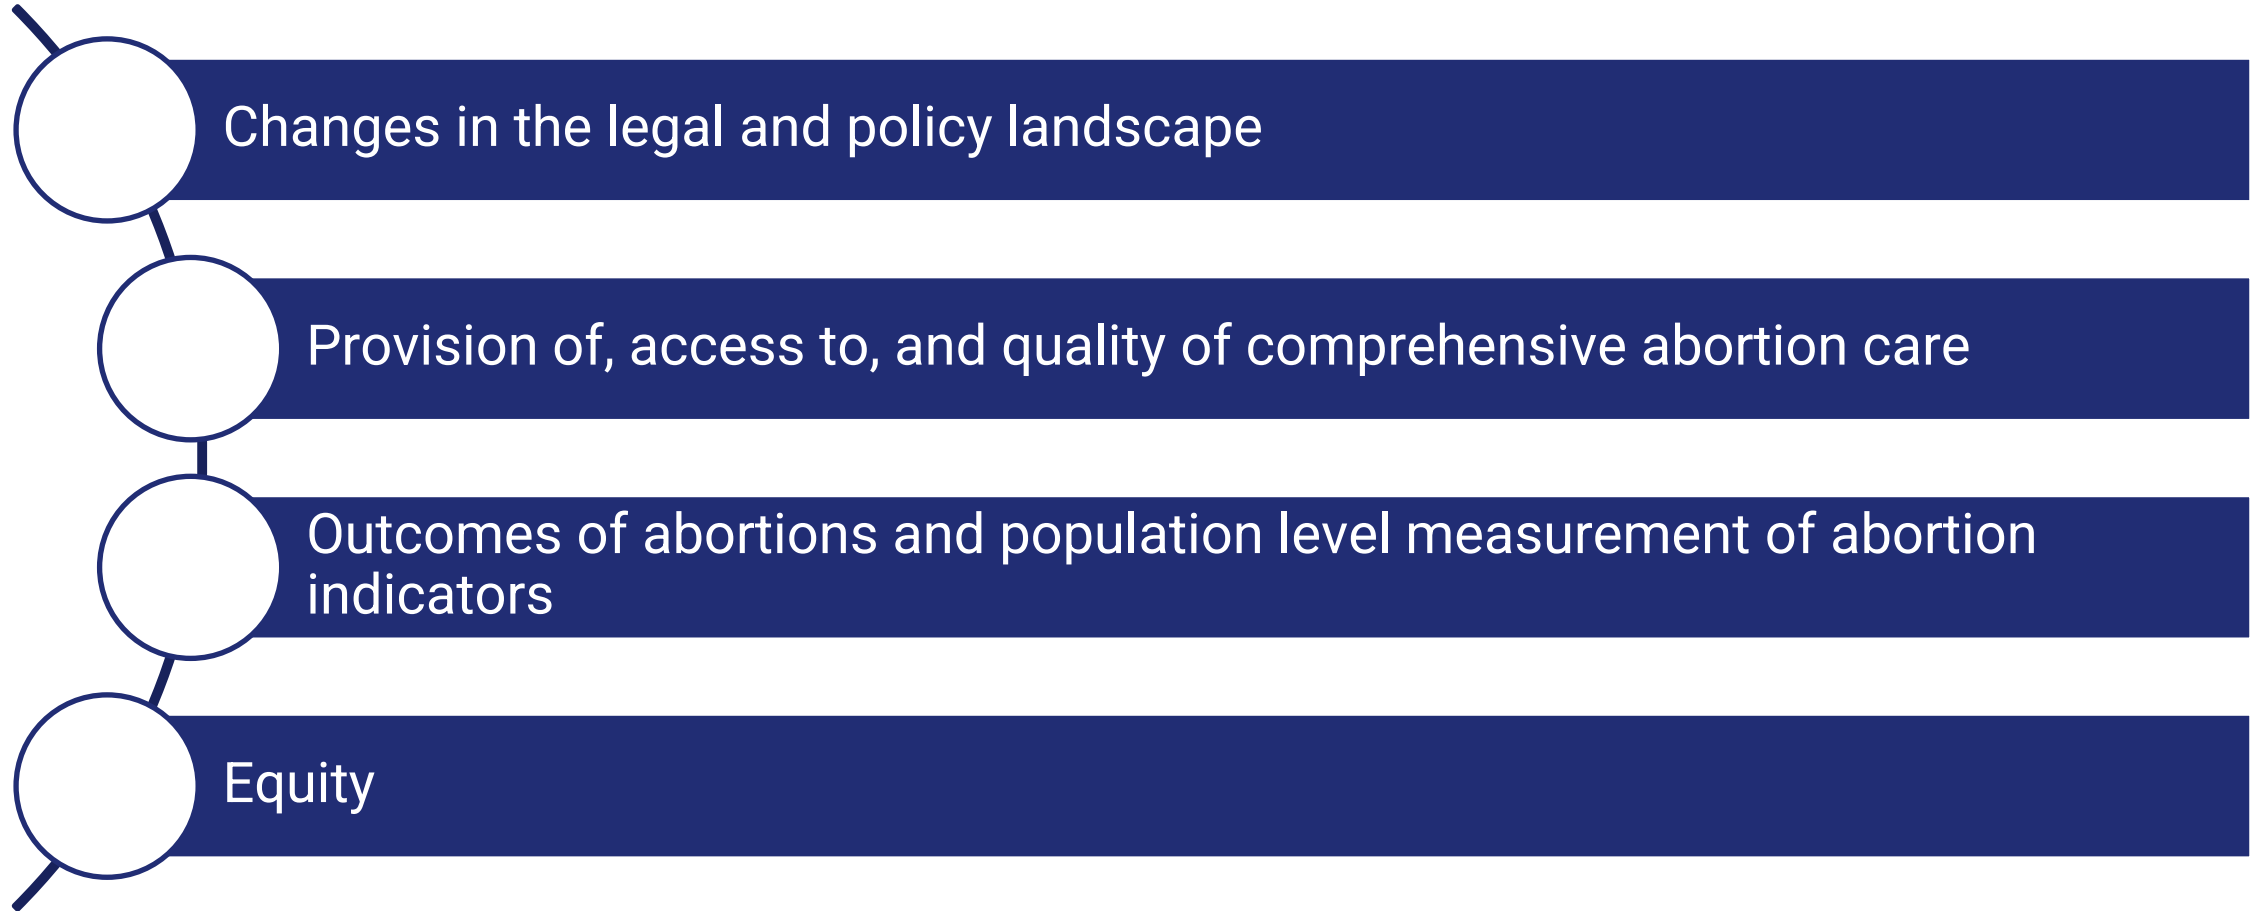 Changes in the legal and policy landscape
Provision of, access to, and quality of comprehensive abortion care
Outcomes of abortions and population level measurement of abortion
indicators
Equity